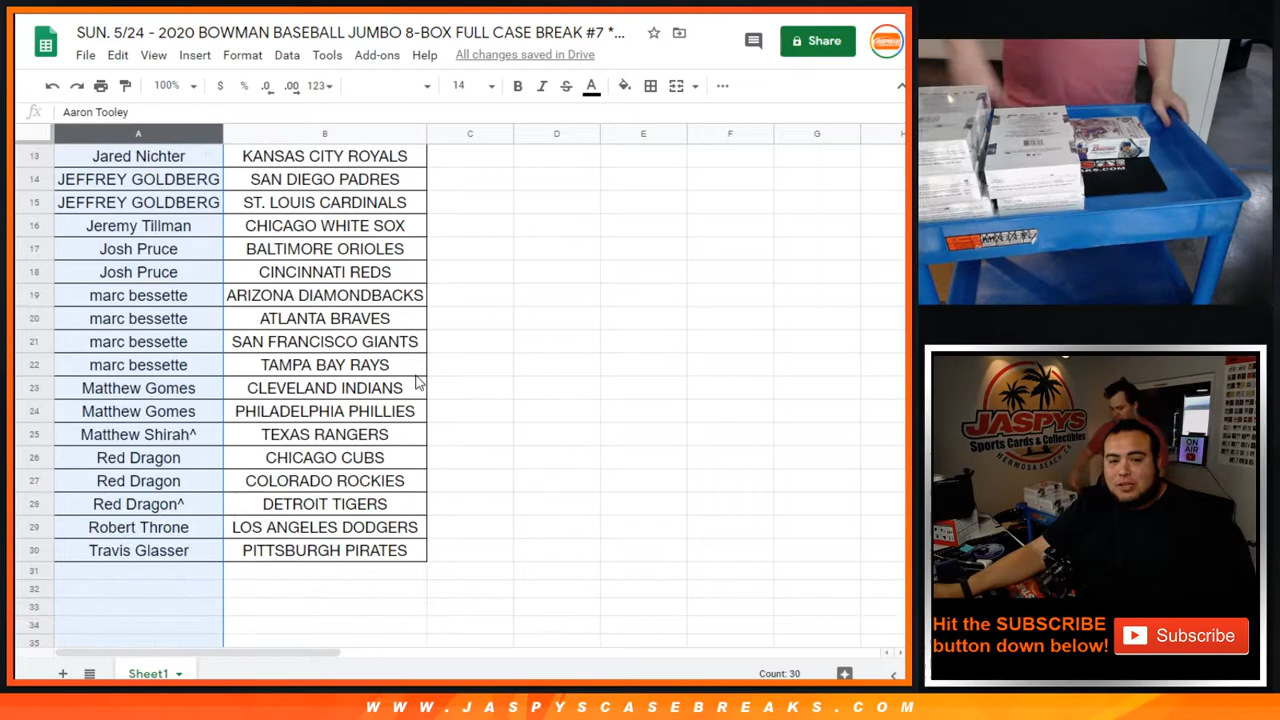 SUN. 5/24 - 2020 BOWMAN BASEBALL JUMBO 8-BOX FULL CASE BREAK #7 *...
Share
File Edit View Insert Format Data Tools Add-ons Help All changes saved in Drive
100% $ % .0 .00 123 14 B I S A
fx Aaron Tooley
A B C D E F G H
13 Jared Nichter KANSAS CITY ROYALS
14 JEFFREY GOLDBERG SAN DIEGO PADRES
15 JEFFREY GOLDBERG ST. LOUIS CARDINALS
16 Jeremy Tillman CHICAGO WHITE SOX
17 Josh Pruce BALTIMORE ORIOLES
18 Josh Pruce CINCINNATI REDS
19 marc bessette ARIZONA DIAMONDBACKS
20 marc bessette ATLANTA BRAVES
21 marc bessette SAN FRANCISCO GIANTS
22 marc bessette TAMPA BAY RAYS
23 Matthew Gomes CLEVELAND INDIANS
24 Matthew Gomes PHILADELPHIA PHILLIES
25 Matthew Shirah^ TEXAS RANGERS
26 Red Dragon CHICAGO CUBS
27 Red Dragon COLORADO ROCKIES
28 Red Dragon^ DETROIT TIGERS
29 Robert Throne LOS ANGELES DODGERS
30 Travis Glasser PITTSBURGH PIRATES
31
32
33
34
35
Sheet1
Count: 30
JASPYS
Sports Cards & Collectibles
HERMOSA BEACH CA
ON AIR
Hit the SUBSCRIBE
button down below!
Subscribe
WWW.JASPYSCASEBREAKS.COM